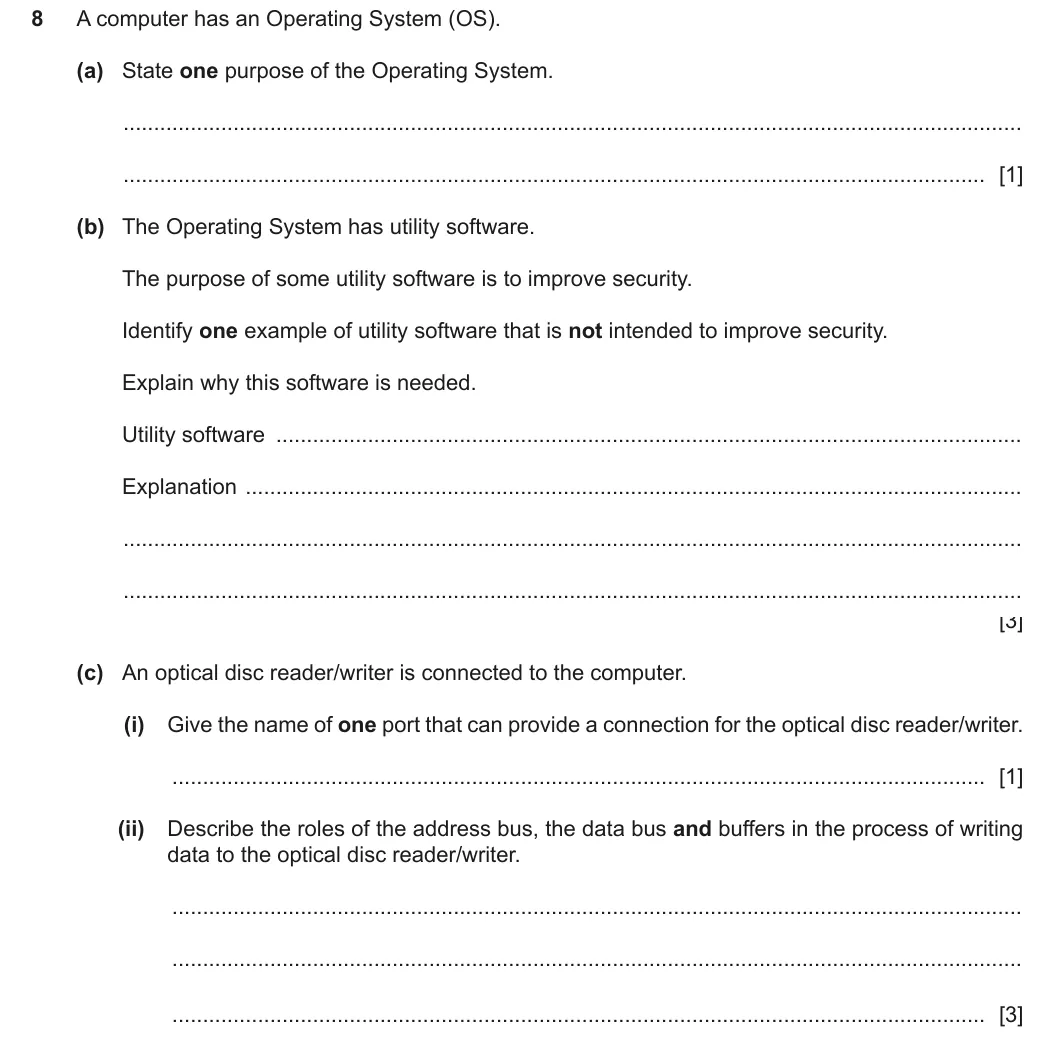 8 A computer has an Operating System (OS).
(a) State one purpose of the Operating System.
[1]
(b) The Operating System has utility software.
The purpose of some utility software is to improve security.
Identify one example of utility software that is not intended to improve security.
Explain why this software is needed.
Utility software
Explanation
[3]
(c) An optical disc reader/writer is connected to the computer.
(i) Give the name of one port that can provide a connection for the optical disc reader/writer.
[1]
(ii) Describe the roles of the address bus, the data bus and buffers in the process of writing
data to the optical disc reader/writer.
[3]